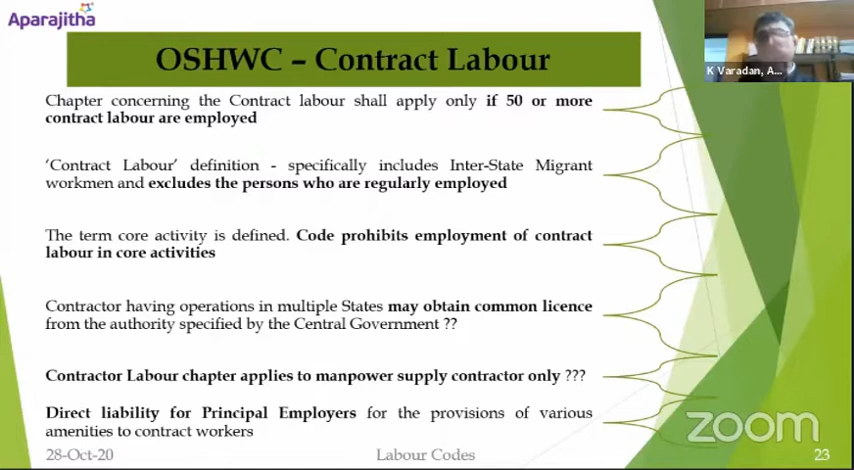 Aparajitha
OSHWC – Contract Labour
K Varadan, A...
Chapter concerning the Contract labour shall apply only if 50 or more
contract labour are employed
'Contract Labour' definition - specifically includes Inter-State Migrant
workmen and excludes the persons who are regularly employed
The term core activity is defined. Code prohibits employment of contract
labour in core activities
Contractor having operations in multiple States may obtain common licence
from the authority specified by the Central Government ??
Contractor Labour chapter applies to manpower supply contractor only ???
Direct liability for Principal Employers for the provisions of various
amenities to contract workers
zoom
28-Oct-20
Labour Codes
23